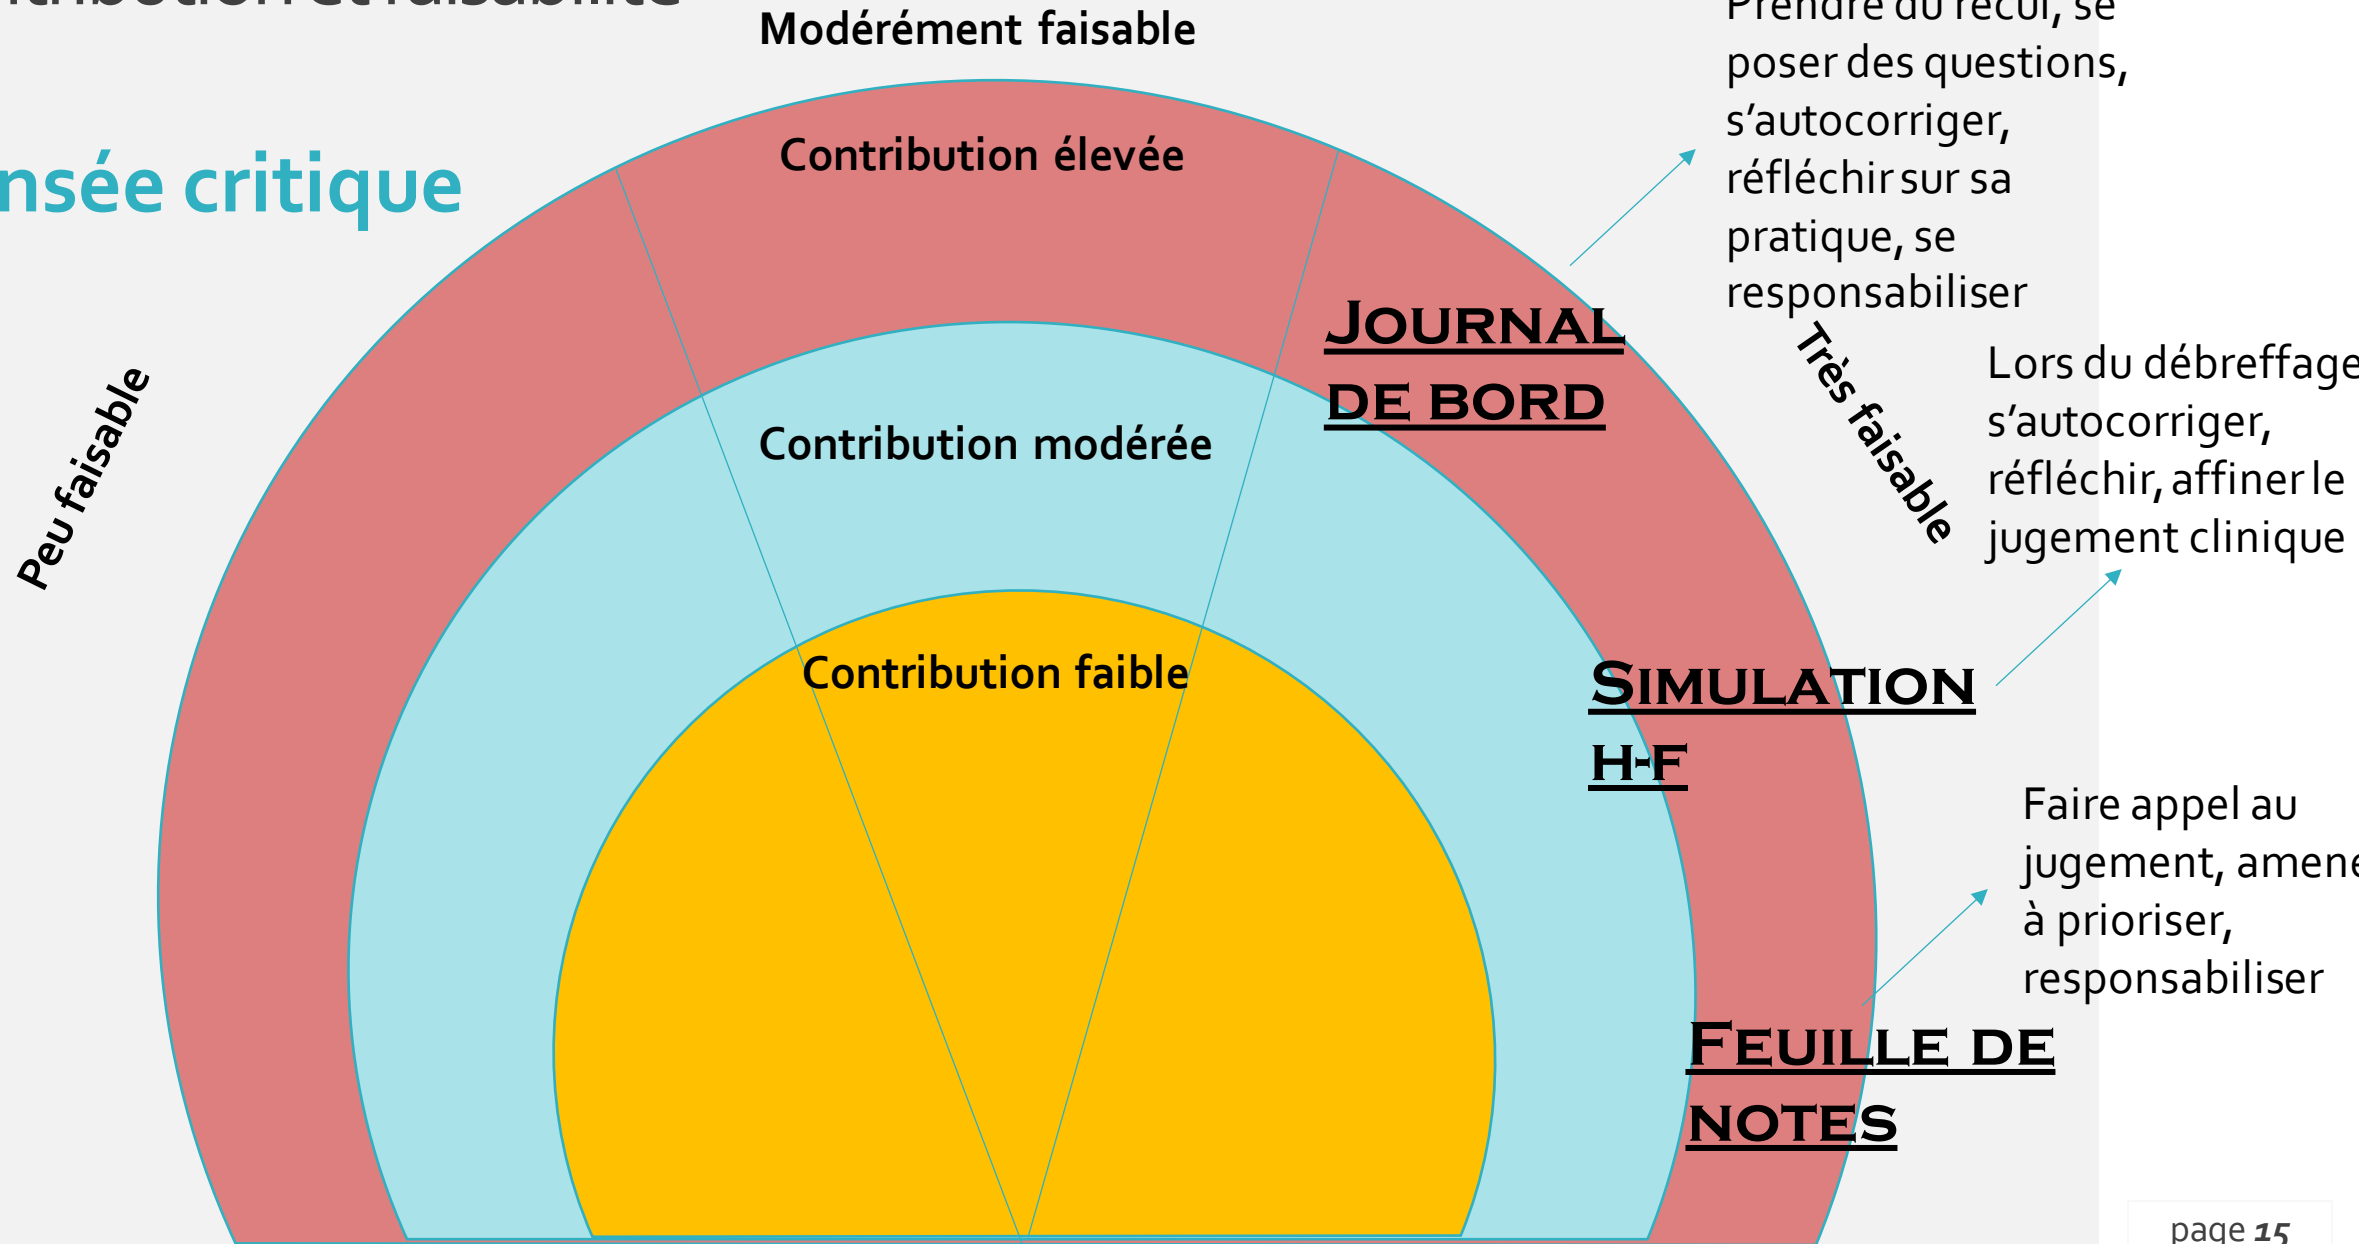 Modérément faisable
critique
Contribution élevée
Contribution modérée
Contribution faible
Peu faisable
Très faisable
Prendre du recul, se
poser des questions,
s’autocorriger,
réfléchir sur sa
pratique, se
responsabiliser
JOURNAL
DE BORD
Lors du débreffage
s’autocorriger,
réfléchir, affiner le
jugement clinique
SIMULATION
H-F
Faire appel au
jugement,
à prioriser,
responsabiliser
FEUILLE DE
NOTES
page 15